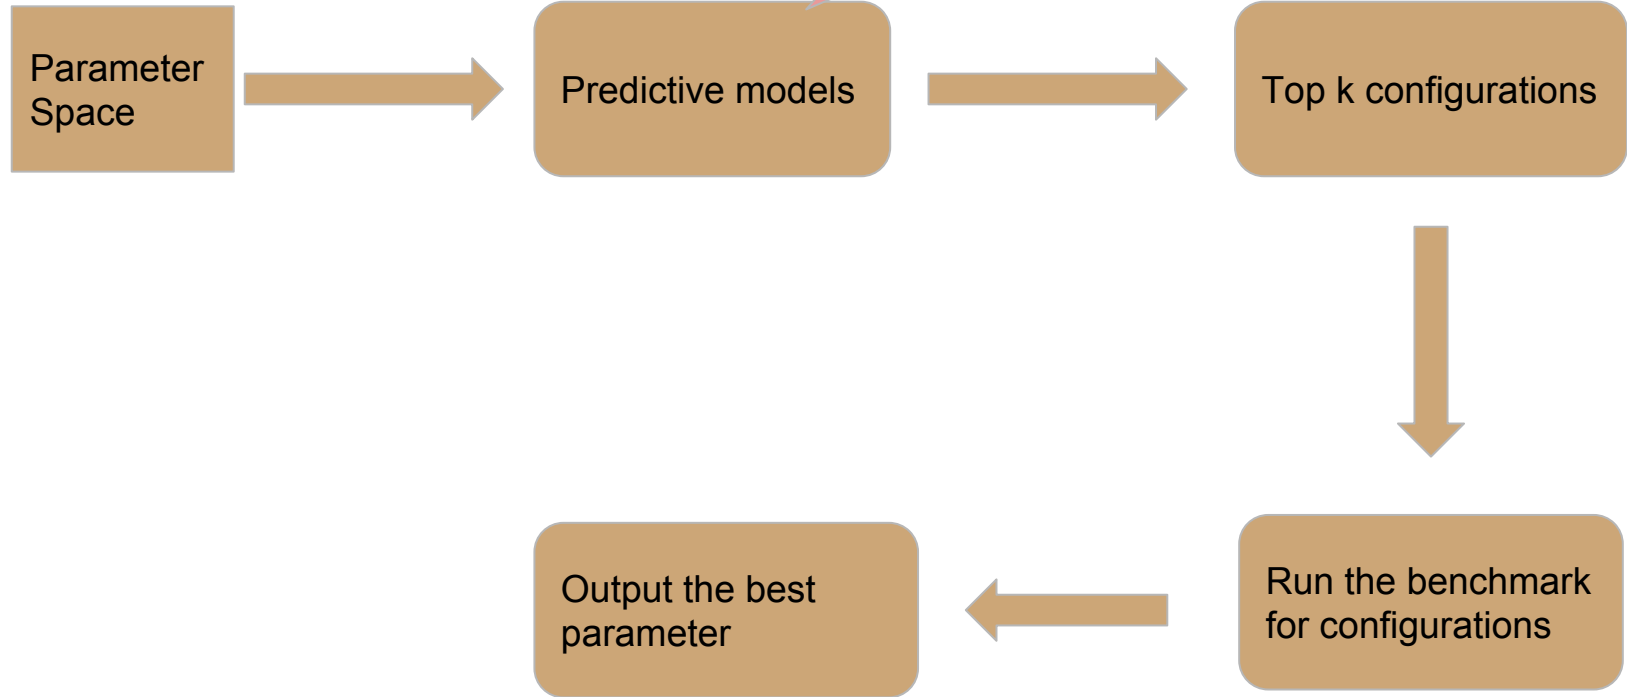 Parameter
Space
Predictive models
Top k configurations
Run the benchmark
for configurations
Output the best
parameter